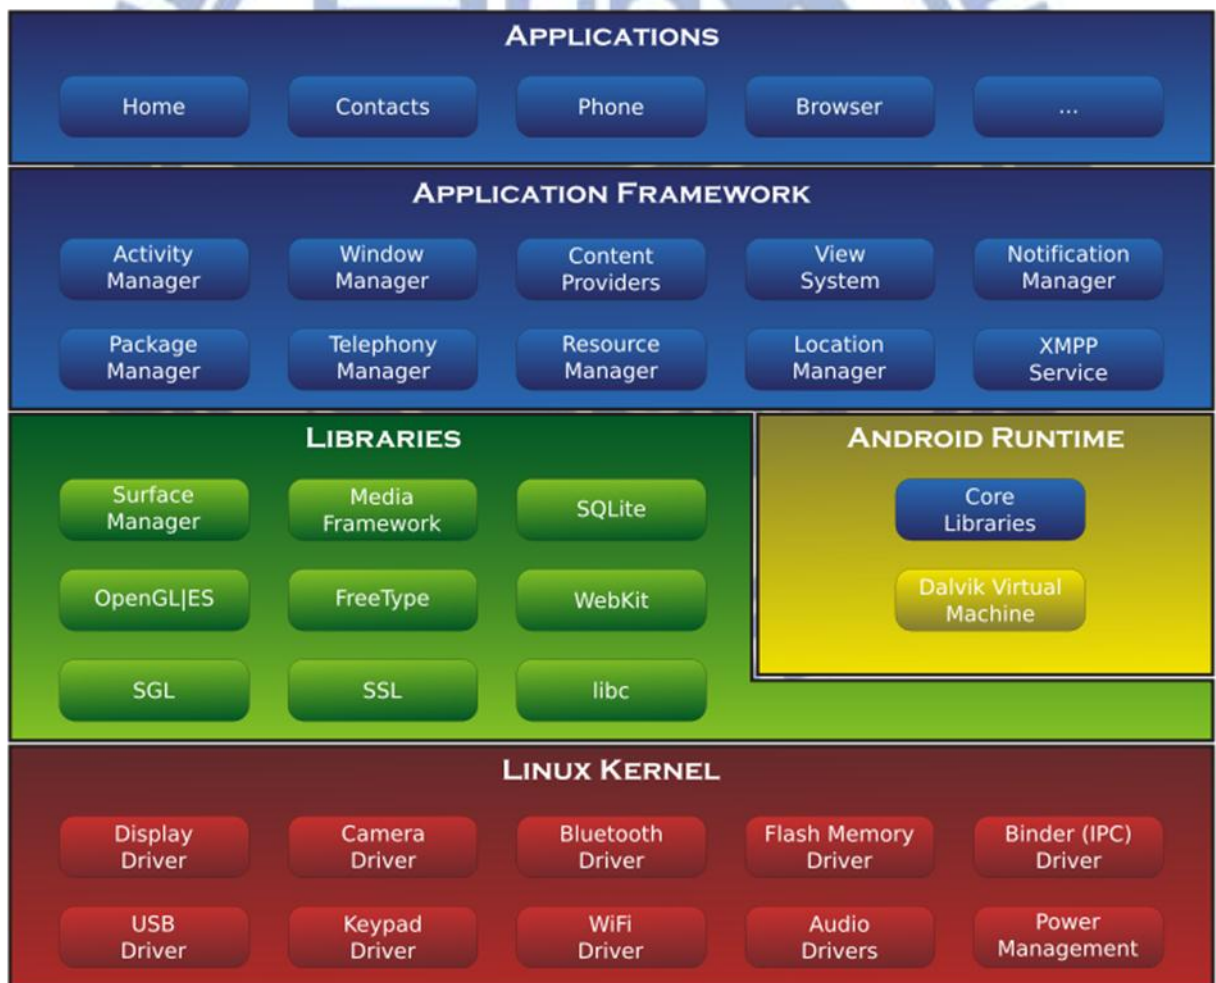 APPLICATIONS
Home
Contacts
Phone
Browser
...
APPLICATION FRAMEWORK
Activity
Manager
Window
Manager
Content
Providers
View
System
Notification
Manager
Package
Manager
Telephony
Manager
Resource
Manager
Location
Manager
XMPP
Service
LIBRARIES
Surface
Manager
Media
Framework
SQLite
OpenGL|ES
FreeType
WebKit
SGL
SSL
libc
ANDROID RUNTIME
Core
Libraries
Dalvik Virtual
Machine
LINUX KERNEL
Display
Driver
Camera
Driver
Bluetooth
Driver
Flash Memory
Driver
Binder (IPC)
Driver
USB
Driver
Keypad
Driver
WiFi
Driver
Audio
Drivers
Power
Management